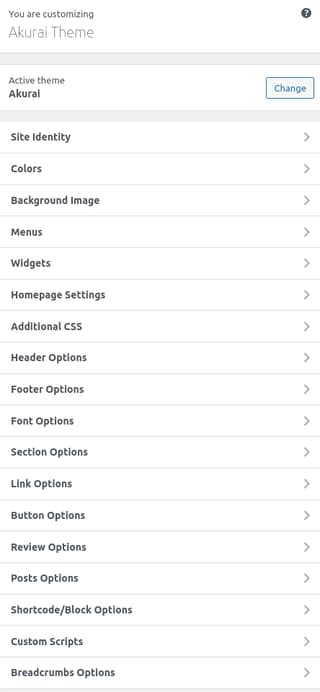 You are customizing
Akurai Theme
Active theme
Akurai
Change
Site Identity
Colors
Background Image
Menus
Widgets
Homepage Settings
Additional CSS
Header Options
Footer Options
Font Options
Section Options
Link Options
Button Options
Review Options
Posts Options
Shortcode/Block Options
Custom Scripts
Breadcrumbs Options